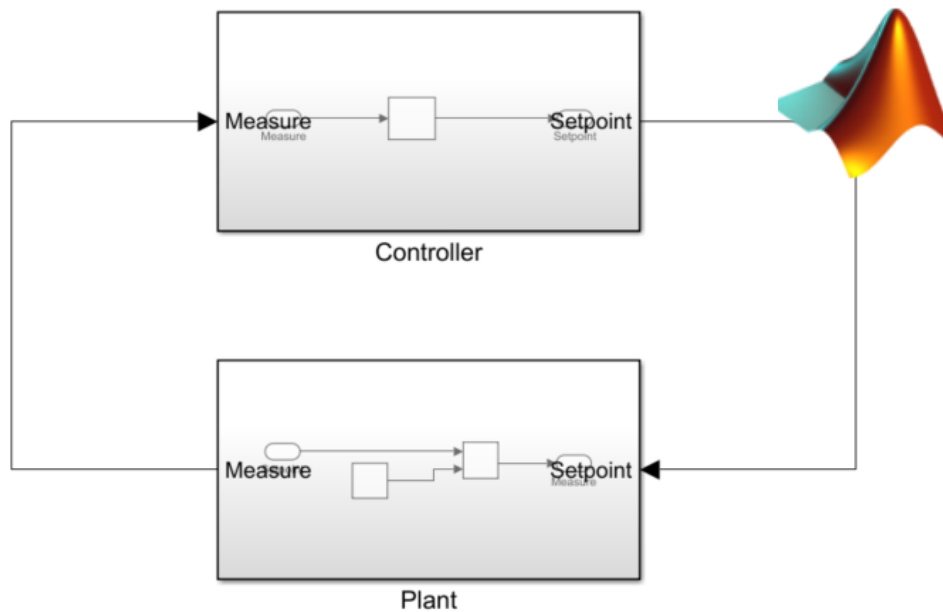 Measure
Setpoint
Measure
Setpoint
Controller
Measure
Setpoint
Measure
Plant